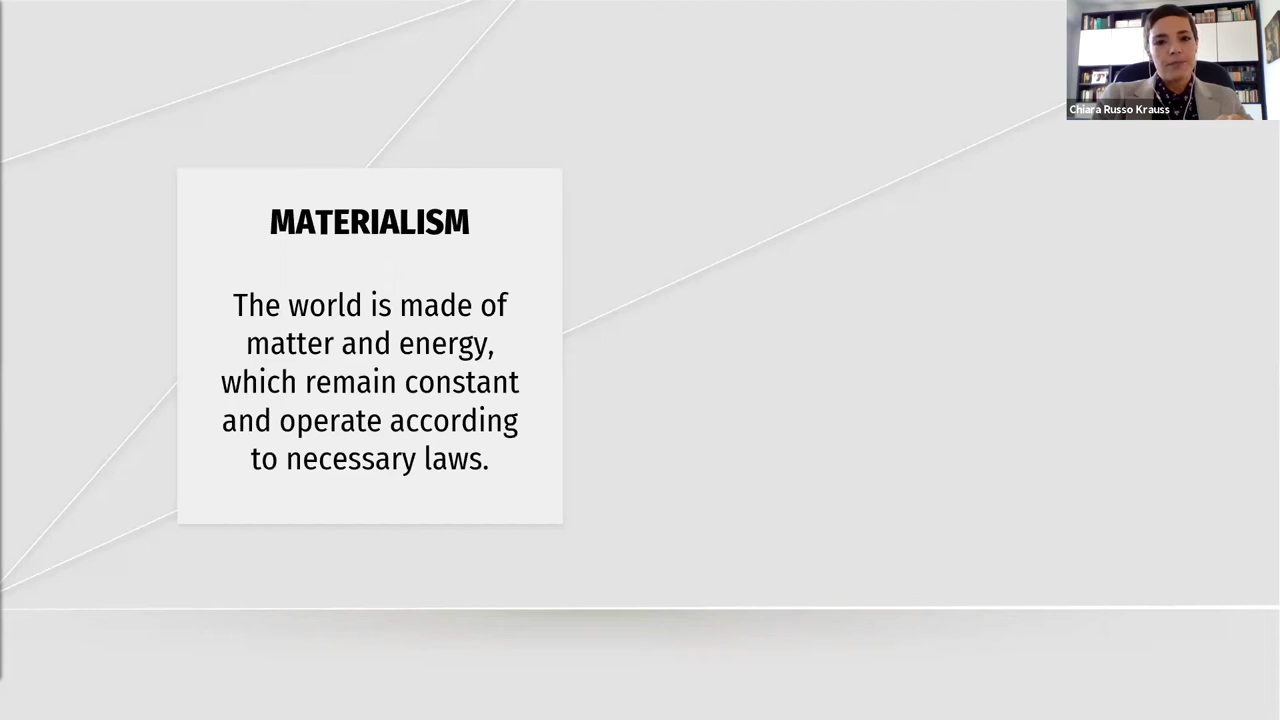 Chiara Russo Krauss
MATERIALISM
The world is made of
matter and energy,
which remain constant
and operate according
to necessary laws.